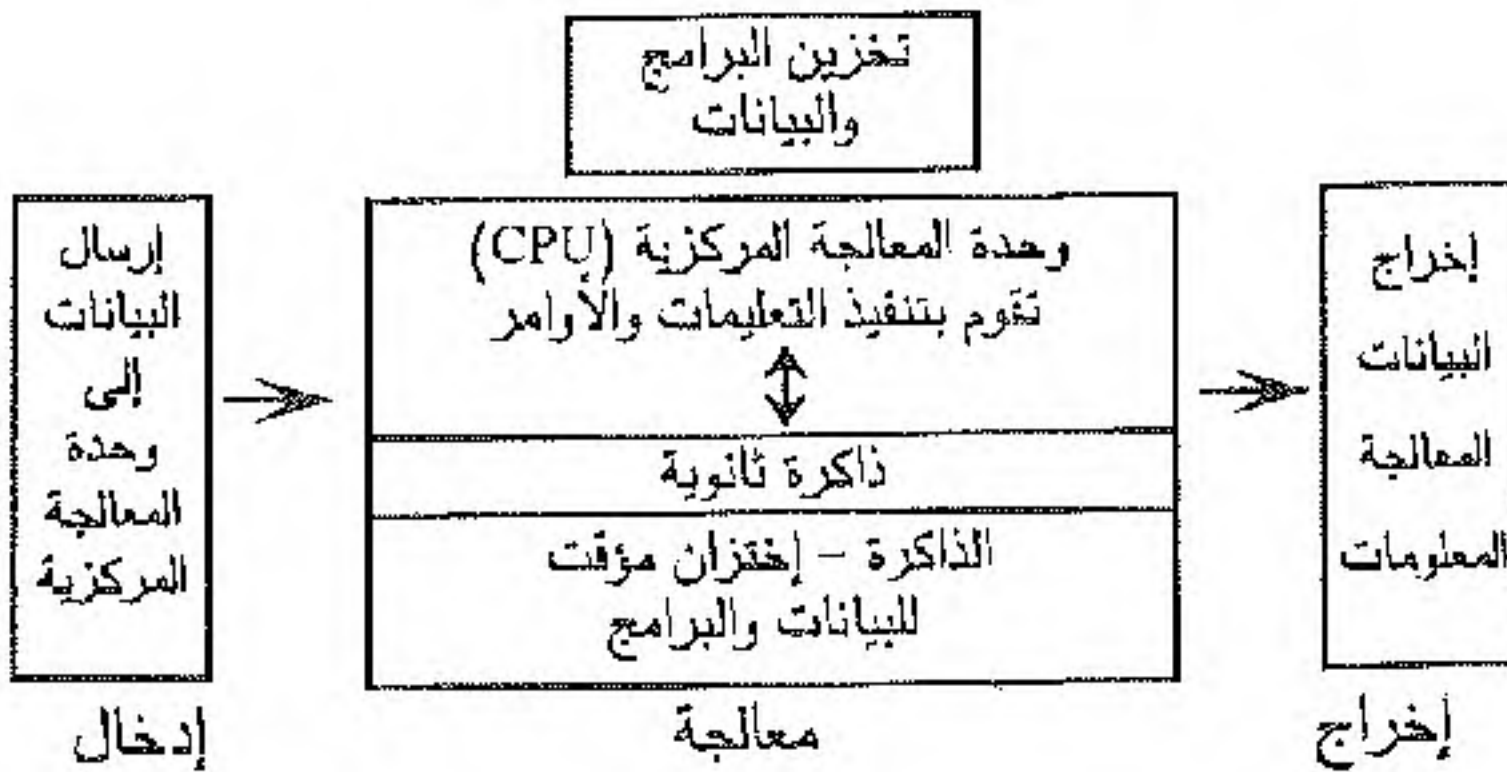 تخزين البرامج
والبيانات
إرسال
البيانات
إلى
وحدة
المعالجة
المركزية
وحدة المعالجة المركزية (CPU)
تقوم بتنفيذ التعليمات والأوامر
ذاكرة ثانوية
الذاكرة – إختزان مؤقت
للبيانات والبرامج
إخراج
البيانات
المعالجة
المعلومات
إدخال
معالجة
إخراج